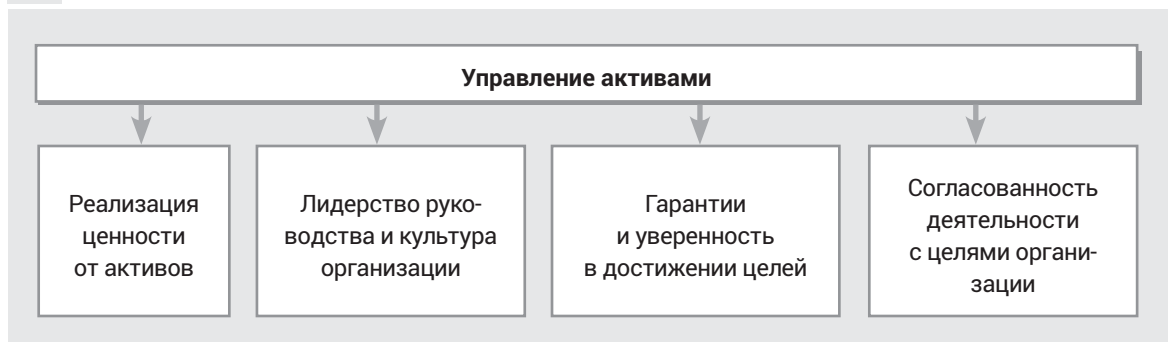 Управление активами
Реализация
ценности
от активов
Лидерство руко-
водства и культура
организации
Гарантии
и уверенность
в достижении целей
Согласованность
деятельности
с целями органи-
зации